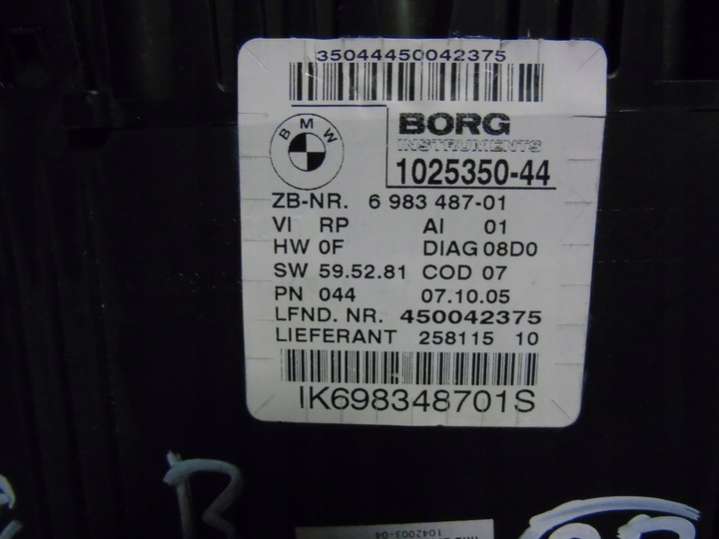 35044450042375
BMW
BORG
INSTRUMENTS
1025350-44
ZB-NR. 6 983 487-01
VI RP AI 01
HW 0F DIAG 08D0
SW 59.52.81 COD 07
PN 044 07.10.05
LFND. NR. 450042375
LIEFERANT 258115 10
IK698348701S
B
1042003-04